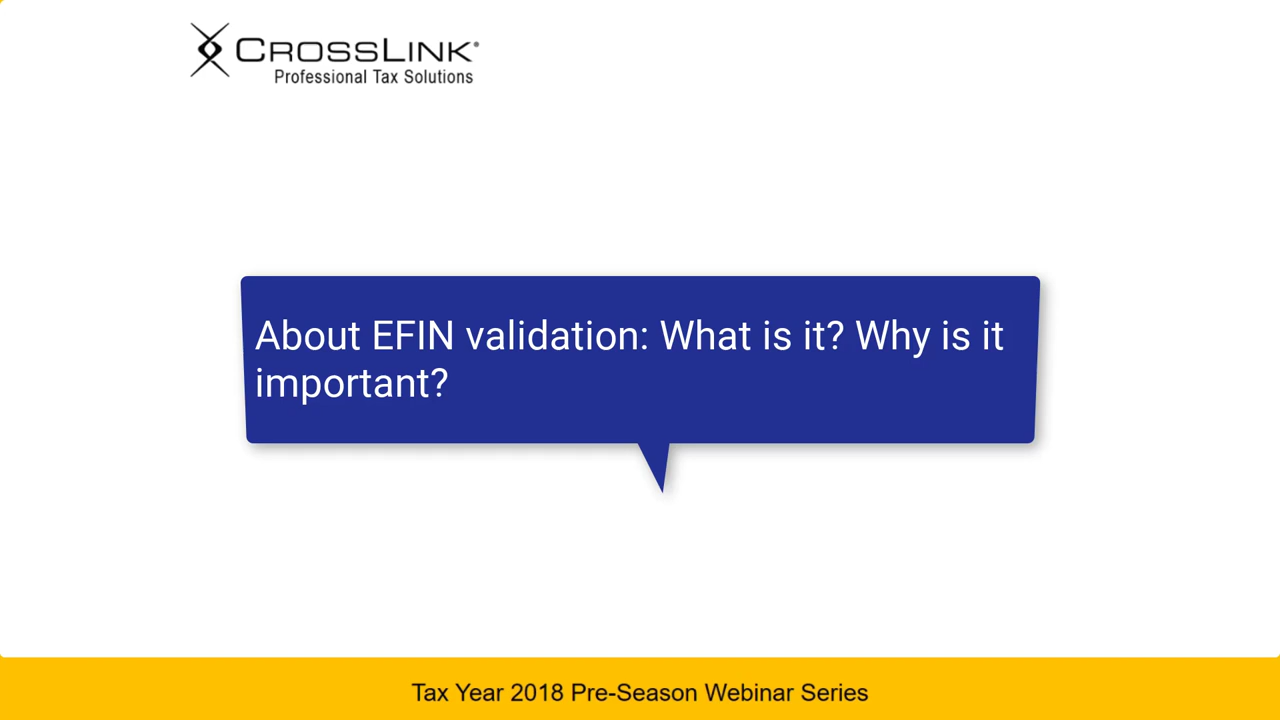 CROSSLINK®
Professional Tax Solutions
About EFIN validation: What is it? Why is it
important?
Tax Year 2018 Pre-Season Webinar Series